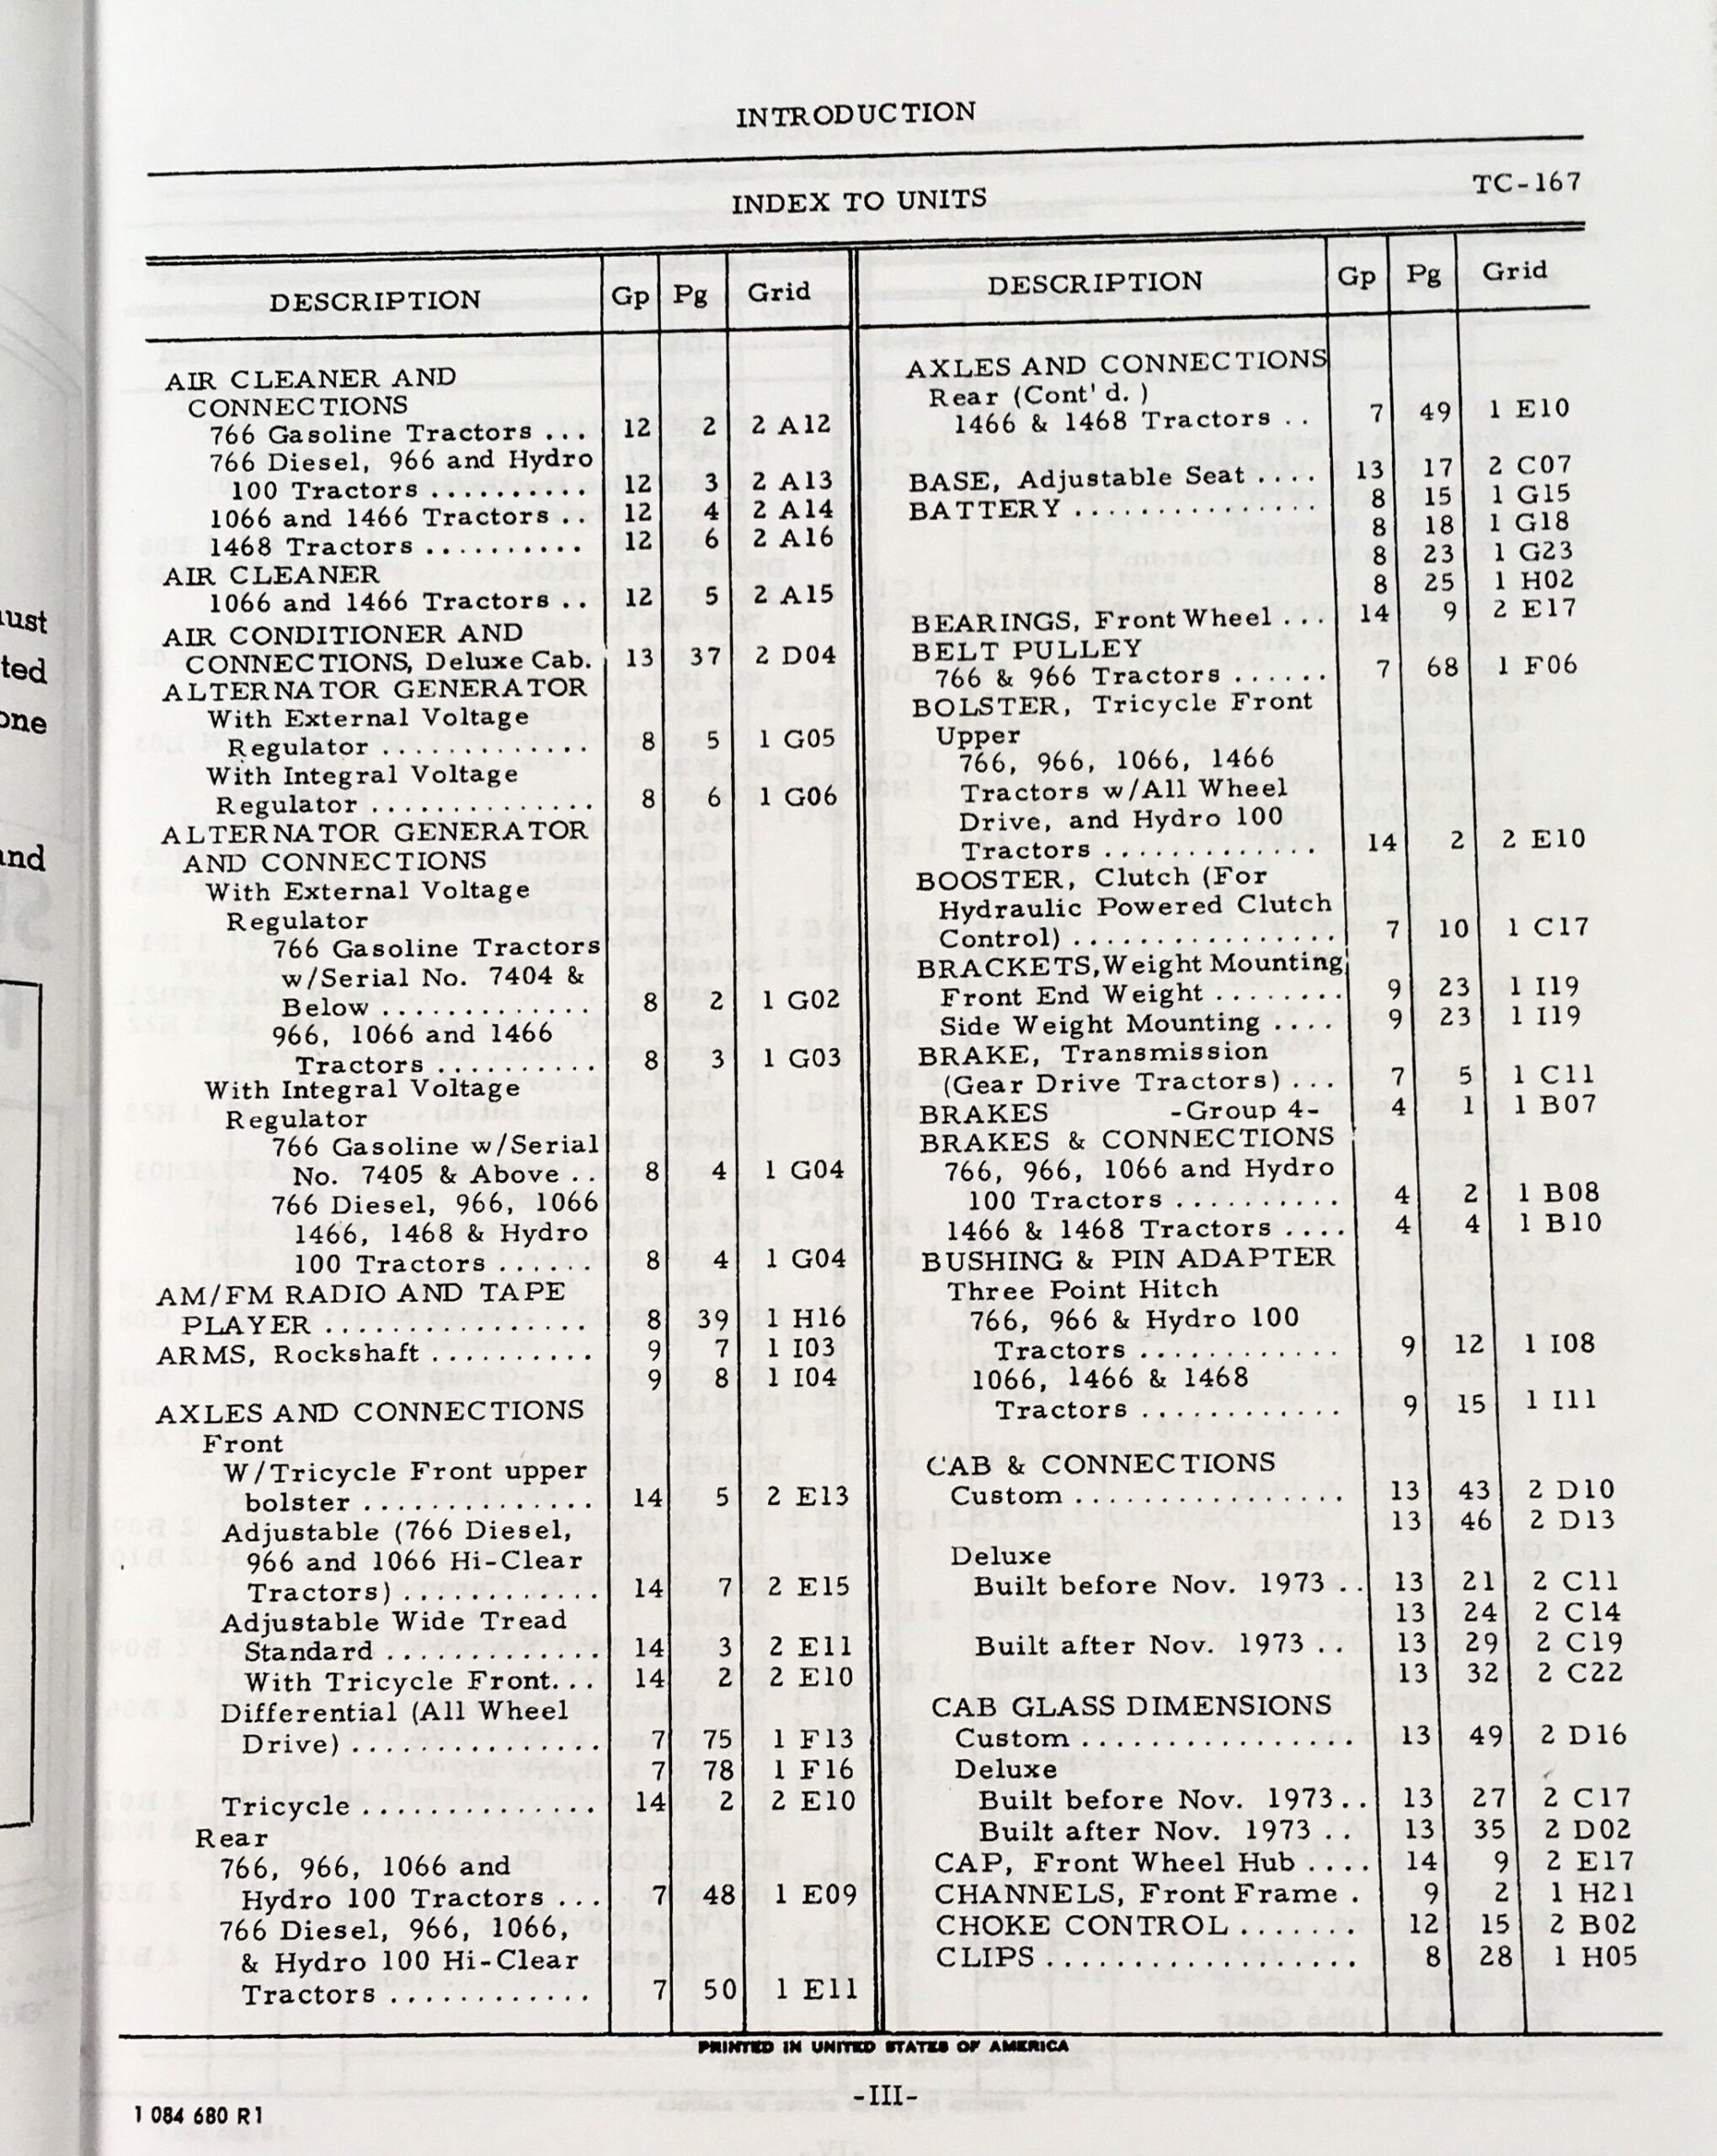 INTRODUCTION
INDEX TO UNITS
TC-167
DESCRIPTION Gp Pg Grid
AIR CLEANER AND
CONNECTIONS
766 Gasoline Tractors ... 12 2 2 A12
766 Diesel, 966 and Hydro
100 Tractors .......... 12 3 2 A13
1066 and 1466 Tractors .. 12 4 2 A14
1468 Tractors .......... 12 6 2 A16
AIR CLEANER
1066 and 1466 Tractors .. 12 5 2 A15
AIR CONDITIONER AND
CONNECTIONS, Deluxe Cab. 13 37 2 D04
ALTERNATOR GENERATOR
With External Voltage
Regulator ............. 8 5 1 G05
With Integral Voltage
Regulator .............. 8 6 1 G06
ALTERNATOR GENERATOR
AND CONNECTIONS
With External Voltage
Regulator
766 Gasoline Tractors
w/Serial No. 7404 &
Below ............. 8 2 1 G02
966, 1066 and 1466
Tractors .......... 8 3 1 G03
With Integral Voltage
Regulator
766 Gasoline w/Serial
No. 7405 & Above .. 8 4 1 G04
766 Diesel, 966, 1066
1466, 1468 & Hydro
100 Tractors ...... 8 4 1 G04
AM/FM RADIO AND TAPE
PLAYER ................ 8 39 1 H16
ARMS, Rockshaft .......... 9 7 1 I03
9 8 1 I04
AXLES AND CONNECTIONS
Front
W/Tricycle Front upper
bolster .............. 14 5 2 E13
Adjustable (766 Diesel,
966 and 1066 Hi-Clear
Tractors) ............ 14 7 2 E15
Adjustable Wide Tread
Standard ............. 14 3 2 E11
With Tricycle Front... 14 2 2 E10
Differential (All Wheel
Drive) ............... 7 75 1 F13
7 78 1 F16
Tricycle .............. 14 2 2 E10
Rear
766, 966, 1066 and
Hydro 100 Tractors ... 7 48 1 E09
766 Diesel, 966, 1066,
& Hydro 100 Hi-Clear
Tractors ............ 7 50 1 E11
DESCRIPTION Gp Pg Grid
AXLES AND CONNECTIONS
Rear (Cont'd. )
1466 & 1468 Tractors .. 7 49 1 E10
BASE, Adjustable Seat .... 13 17 2 C07
BATTERY ............... 8 15 1 G15
8 18 1 G18
8 23 1 G23
8 25 1 H02
BEARINGS, Front Wheel ... 14 9 2 E17
BELT PULLEY
766 & 966 Tractors ...... 7 68 1 F06
BOLSTER, Tricycle Front
Upper
766, 966, 1066, 1466
Tractors w/All Wheel
Drive, and Hydro 100
Tractors ............. 14 2 2 E10
BOOSTER, Clutch (For
Hydraulic Powered Clutch
Control) ................ 7 10 1 C17
BRACKETS, Weight Mounting
Front End Weight ........ 9 23 1 I19
Side Weight Mounting .... 9 23 1 I19
BRAKE, Transmission
(Gear Drive Tractors) ... 7 5 1 C11
BRAKES -Group 4- 4 1 1 B07
BRAKES & CONNECTIONS
766, 966, 1066 and Hydro
100 Tractors .......... 4 2 1 B08
1466 & 1468 Tractors .... 4 4 1 B10
BUSHING & PIN ADAPTER
Three Point Hitch
766, 966 & Hydro 100
Tractors ............ 9 12 1 I08
1066, 1466 & 1468
Tractors ............ 9 15 1 I11
CAB & CONNECTIONS
Custom ................ 13 43 2 D10
13 46 2 D13
Deluxe
Built before Nov. 1973 .. 13 21 2 C11
13 24 2 C14
Built after Nov. 1973 .. 13 29 2 C19
13 32 2 C22
CAB GLASS DIMENSIONS
Custom ................ 13 49 2 D16
Deluxe
Built before Nov. 1973.. 13 27 2 C17
Built after Nov. 1973 .. 13 35 2 D02
CAP, Front Wheel Hub .... 14 9 2 E17
CHANNELS, Front Frame . 9 2 1 H21
CHOKE CONTROL ....... 12 15 2 B02
CLIPS ................... 8 28 1 H05
PRINTED IN UNITED STATES OF AMERICA
-III-
1 084 680 R1